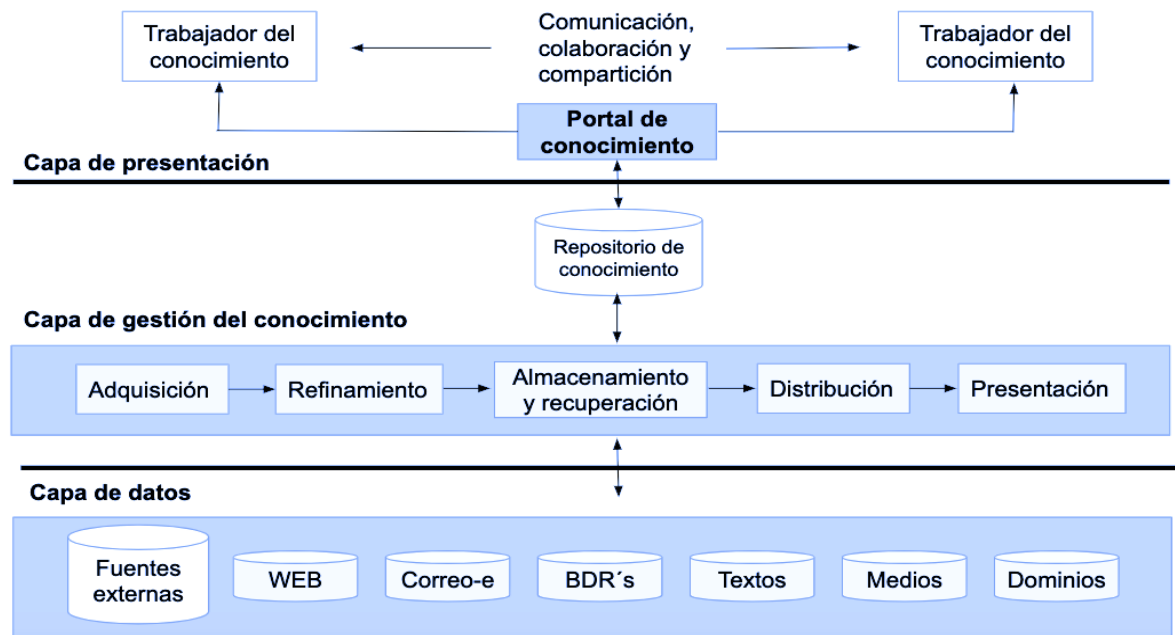 Trabajador del
conocimiento
Comunicación,
colaboración y
compartición
Trabajador del
conocimiento
Portal de
conocimiento
Capa de presentación
Repositorio de
conocimiento
Capa de gestión del conocimiento
Adquisición
Refinamiento
Almacenamiento
y recuperación
Distribución
Presentación
Capa de datos
Fuentes
externas
WEB
Correo-e
BDR´s
Textos
Medios
Dominios